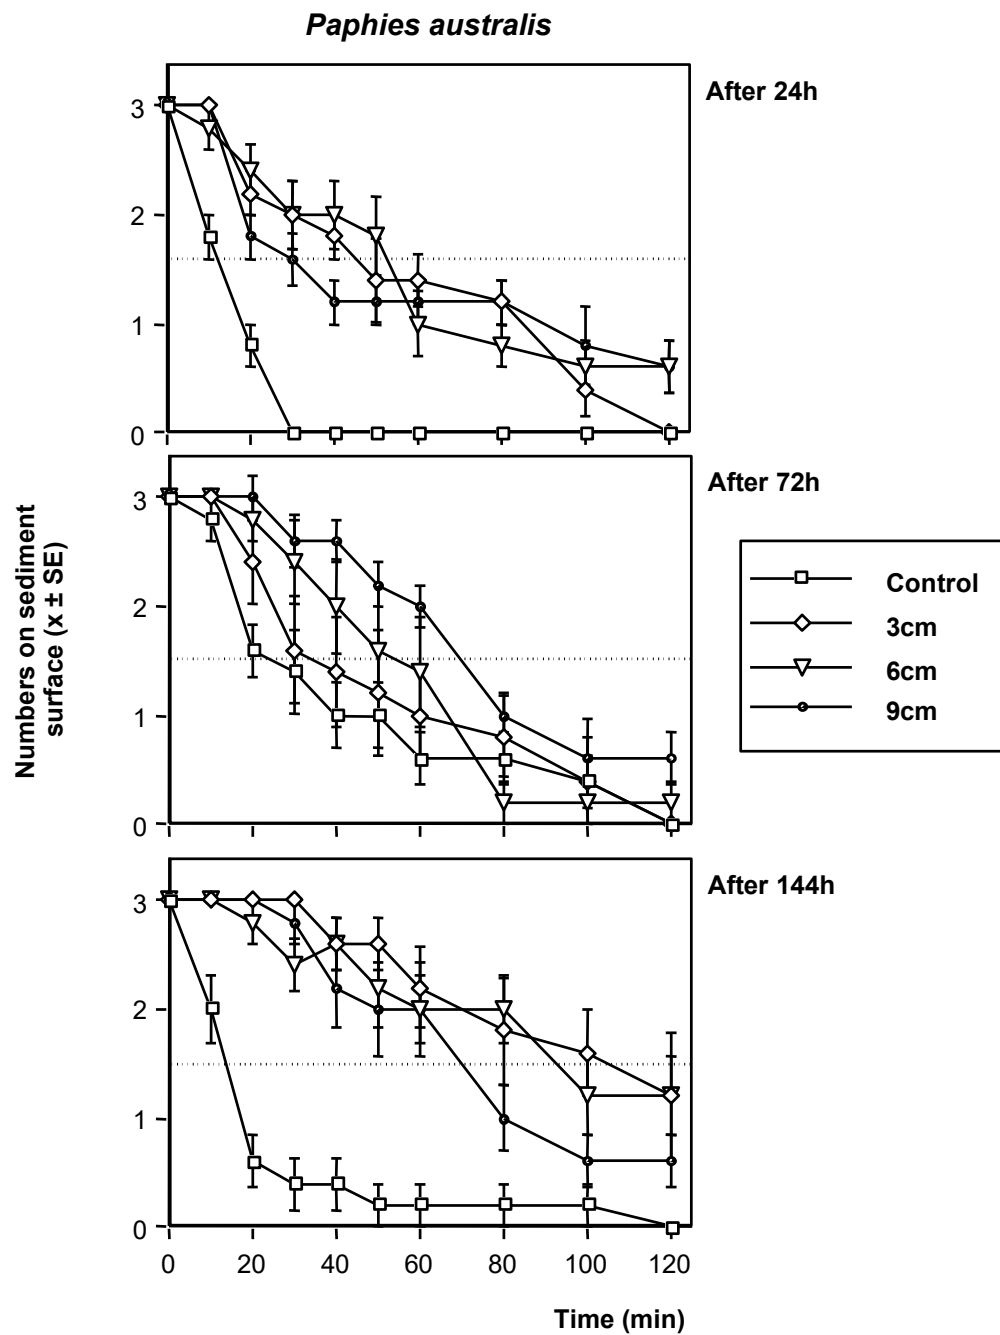 Paphies australis
After 24h
3
2
1
0
After 72h
3
2
1
0
Numbers on sediment
surface (x ± SE)
Control
3cm
6cm
9cm
After 144h
3
2
1
0
0 20 40 60 80 100 120
Time (min)